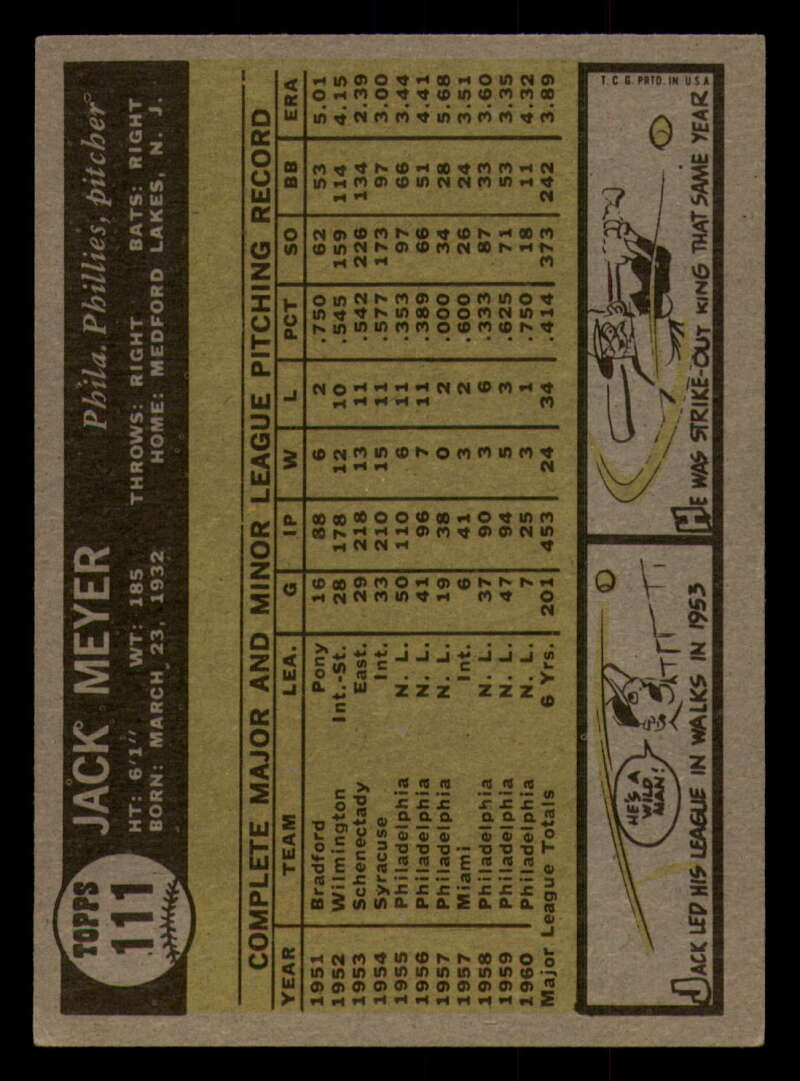 TOPPS
111
JACK MEYER Phila. Phillies, pitcher
HT: 6'1" WT: 185 THROWS: RIGHT BATS: RIGHT
BORN: MARCH 23, 1932 HOME: MEDFORD LAKES, N. J.
COMPLETE MAJOR AND MINOR LEAGUE PITCHING RECORD
YEAR TEAM LEA. G IP W L PCT SO BB ERA
1951 Bradford Pony 16 88 6 2 .750 62 53 5.01
1952 Wilmington Int.-St. 28 178 12 10 .545 159 114 4.15
1953 Schenectady East. 29 218 13 11 .542 226 134 2.39
1954 Syracuse Int. 33 210 15 11 .577 173 97 3.00
1955 Philadelphia N. L. 50 110 6 11 .353 97 66 3.44
1956 Philadelphia N. L. 41 96 7 11 .389 66 51 4.41
1957 Philadelphia N. L. 19 38 0 2 .000 34 28 5.68
1957 Miami Int. 6 41 3 2 .600 26 24 3.51
1958 Philadelphia N. L. 37 90 3 6 .333 87 33 3.60
1959 Philadelphia N. L. 47 94 5 3 .625 71 53 3.35
1960 Philadelphia N. L. 7 25 3 1 .750 18 11 4.32
Major League Totals 6 Yrs. 201 453 24 34 .414 373 242 3.89
HE'S A
WILD
MAN!
JACK LED HIS LEAGUE IN WALKS IN 1953
HE WAS STRIKE-OUT KING THAT SAME YEAR
T. C. G. PRTD. IN U S A